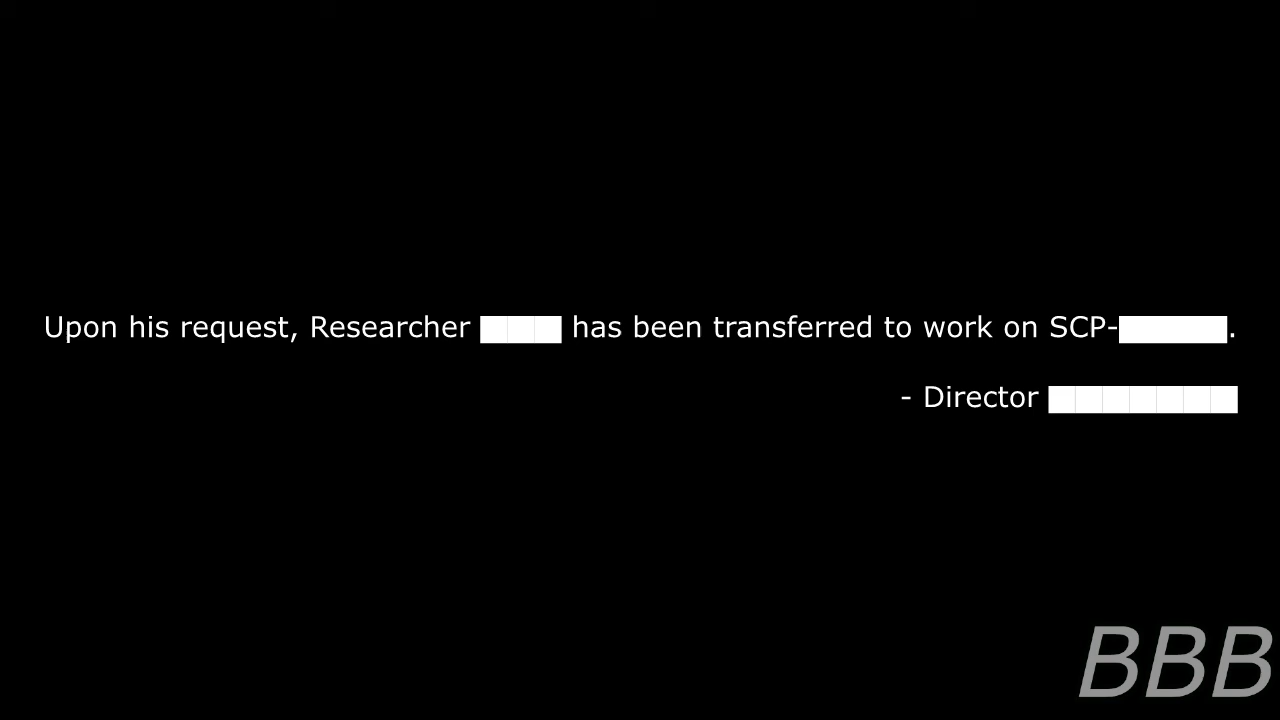 Upon his request, Researcher ███ has been transferred to work on SCP-████.
- Director ███████
BBB